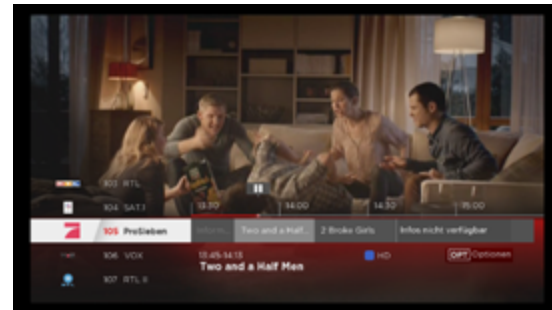 103 RTL
104 SAT.1
13:30 14:00 14:30 15:00
105 ProSieben
Two and a Half...
2 Broke Girls
Infos nicht verfügbar
106 VOX
13:45-14:13
HD
OPT Optionen
Two and a Half Men
107 RTL II